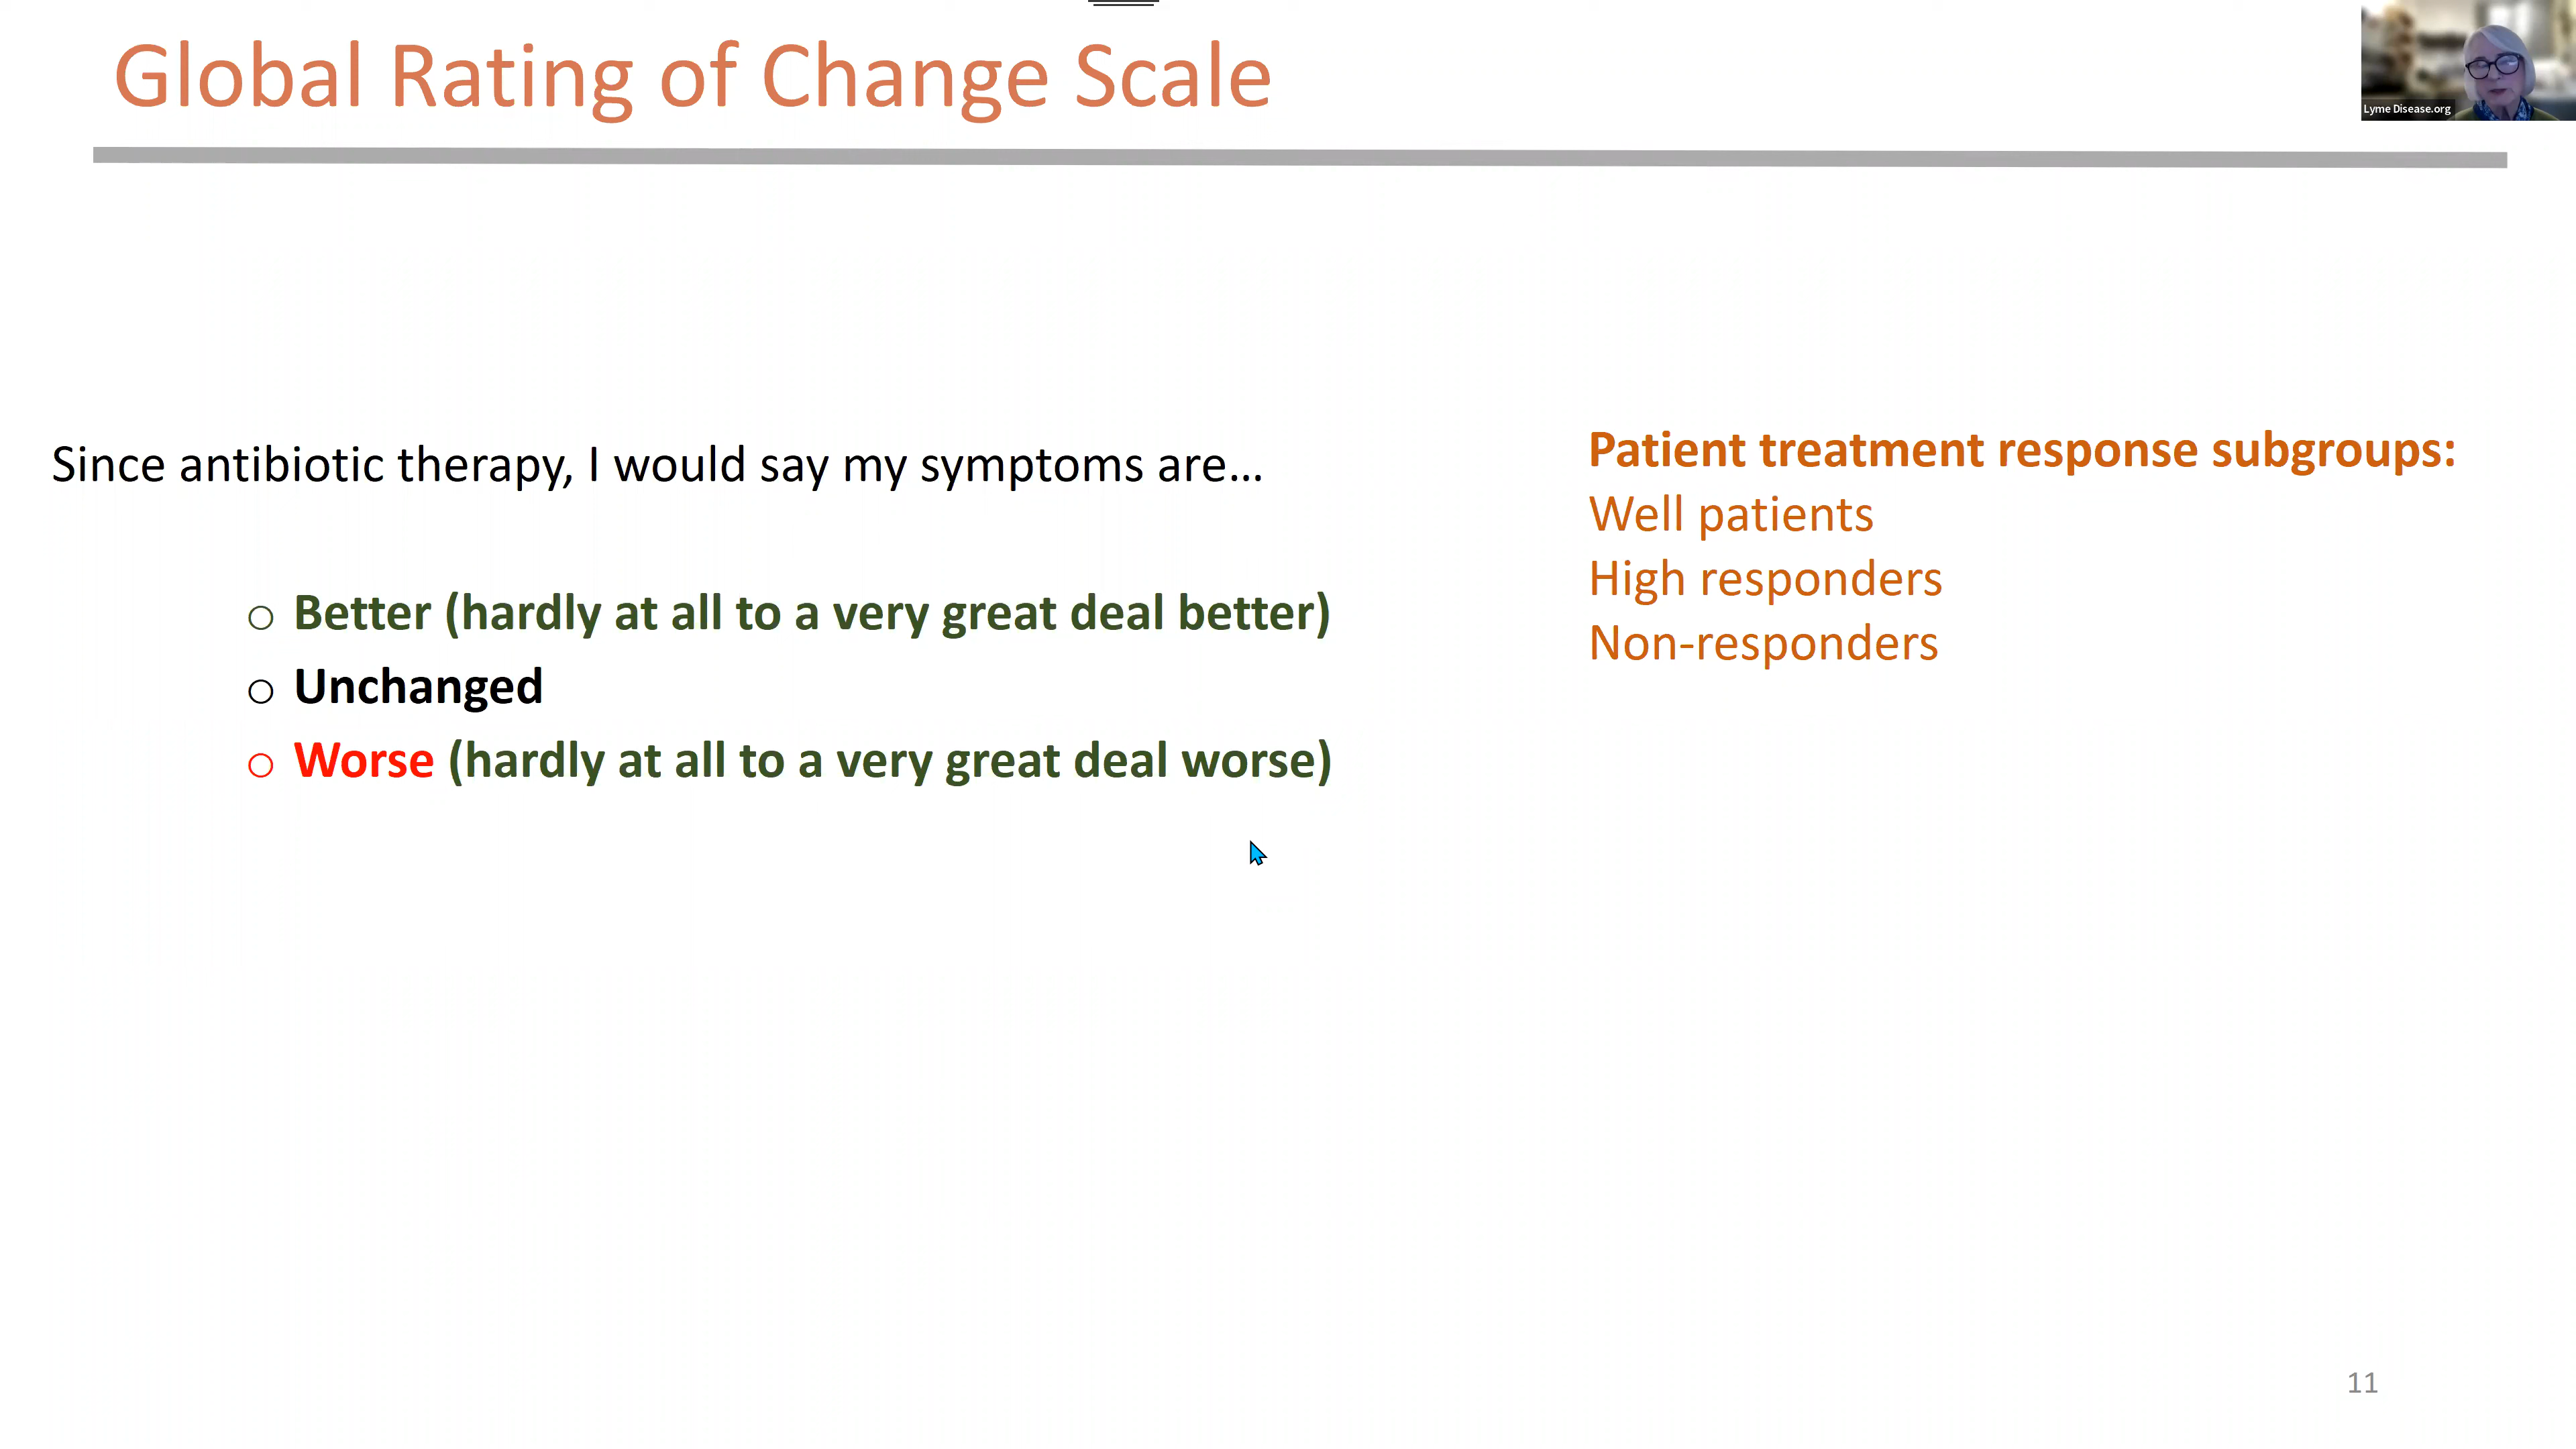 Global Rating of Change Scale
Lyme Disease.org
Since antibiotic therapy, I would say my symptoms are...
o Better (hardly at all to a very great deal better)
o Unchanged
o Worse (hardly at all to a very great deal worse)
Patient treatment response subgroups:
Well patients
High responders
Non-responders
11